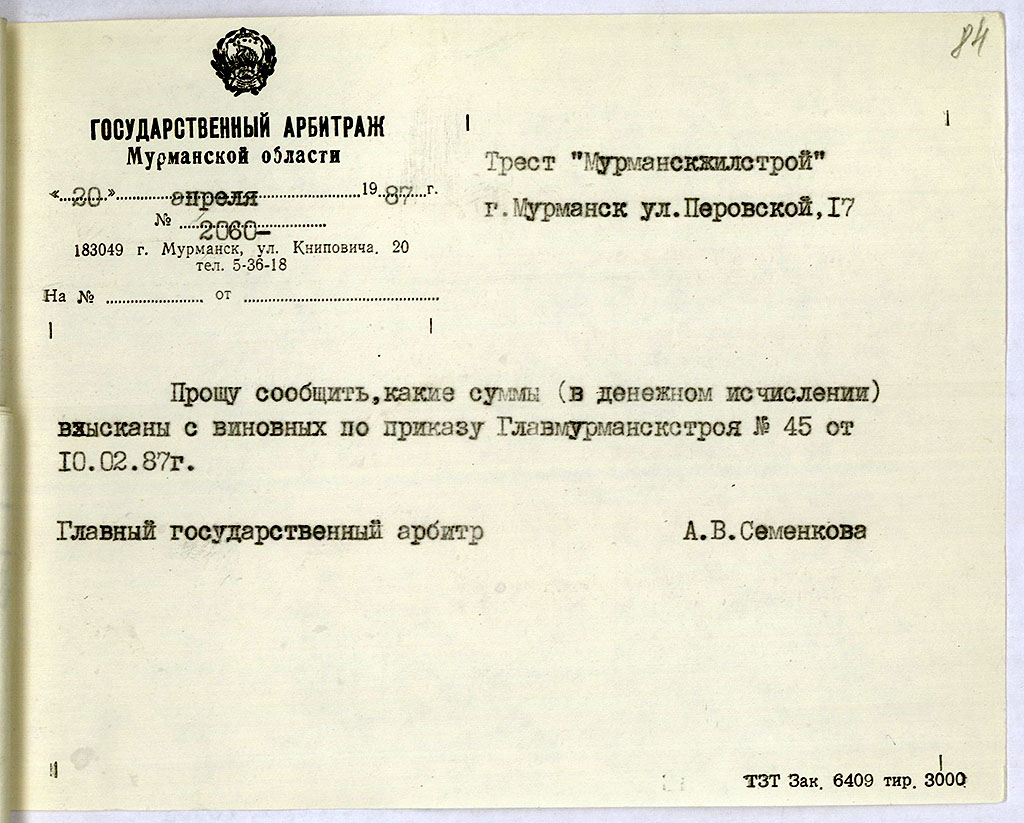 84
ГОСУДАРСТВЕННЫЙ АРБИТРАЖ
Мурманской области
«20» апреля 1987 г.
№ 2060-
183049 г. Мурманск, ул. Книповича. 20
тел. 5-36-18
На № от
Трест "Мурманскжилстрой"
г.Мурманск ул.Перовской,17
Прошу сообщить,какие суммы (в денежном исчислении)
взысканы с виновных по приказу Главмурманскстроя № 45 от
10.02.87г.
Главный государственный арбитр А.В.Семенкова
ТЗТ Зак. 6409 тир. 3000